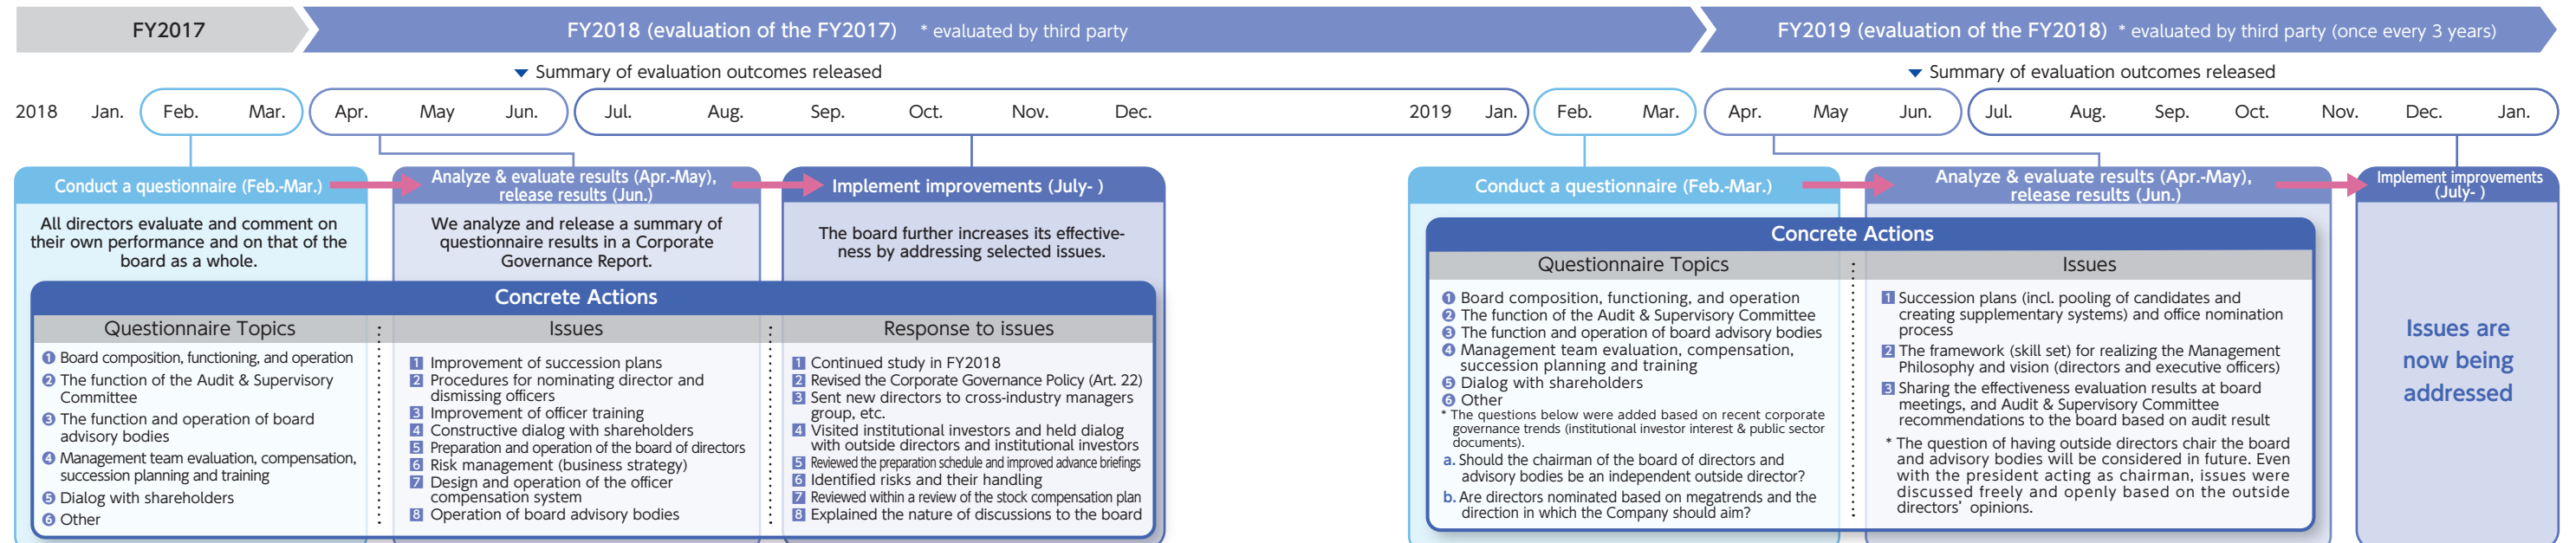 FY2017
FY2018 (evaluation of the FY2017) * evaluated by third party
FY2019 (evaluation of the FY2018) * evaluated by third party (once every 3 years)
▼ Summary of evaluation outcomes released
▼ Summary of evaluation outcomes released
2018 Jan. Feb. Mar. Apr. May Jun. Jul. Aug. Sep. Oct. Nov. Dec. 2019 Jan. Feb. Mar. Apr. May Jun. Jul. Aug. Sep. Oct. Nov. Dec. Jan.
Conduct a questionnaire (Feb.-Mar.)
All directors evaluate and comment on
their own performance and on that of the
board as a whole.
Analyze & evaluate results (Apr.-May),
release results (Jun.)
We analyze and release a summary of
questionnaire results in a Corporate
Governance Report.
Implement improvements (July- )
The board further increases its effective-
ness by addressing selected issues.
Concrete Actions
Questionnaire Topics
❶ Board composition, functioning, and operation
❷ The function of the Audit & Supervisory
Committee
❸ The function and operation of board
advisory bodies
❹ Management team evaluation, compensation,
succession planning and training
❺ Dialog with shareholders
❻ Other
Issues
1 Improvement of succession plans
2 Procedures for nominating director and
dismissing officers
3 Improvement of officer training
4 Constructive dialog with shareholders
5 Preparation and operation of the board of directors
6 Risk management (business strategy)
7 Design and operation of the officer
compensation system
8 Operation of board advisory bodies
Response to issues
1 Continued study in FY2018
2 Revised the Corporate Governance Policy (Art. 22)
3 Sent new directors to cross-industry managers
group, etc.
4 Visited institutional investors and held dialog
with outside directors and institutional investors
5 Reviewed the preparation schedule and improved advance briefings
6 Identified risks and their handling
7 Reviewed within a review of the stock compensation plan
8 Explained the nature of discussions to the board
Conduct a questionnaire (Feb.-Mar.)
Analyze & evaluate results (Apr.-May),
release results (Jun.)
Implement improvements
(July- )
Concrete Actions
Questionnaire Topics
❶ Board composition, functioning, and operation
❷ The function of the Audit & Supervisory Committee
❸ The function and operation of board advisory bodies
❹ Management team evaluation, compensation,
succession planning and training
❺ Dialog with shareholders
❻ Other
* The questions below were added based on recent corporate
governance trends (institutional investor interest & public sector
documents).
a. Should the chairman of the board of directors and
advisory bodies be an independent outside director?
b. Are directors nominated based on megatrends and the
direction in which the Company should aim?
Issues
1 Succession plans (incl. pooling of candidates and
creating supplementary systems) and office nomination
process
2 The framework (skill set) for realizing the Management
Philosophy and vision (directors and executive officers)
3 Sharing the effectiveness evaluation results at board
meetings, and Audit & Supervisory Committee
recommendations to the board based on audit result
* The question of having outside directors chair the board
and advisory bodies will be considered in future. Even
with the president acting as chairman, issues were
discussed freely and openly based on the outside
directors' opinions.
Issues are
now being
addressed